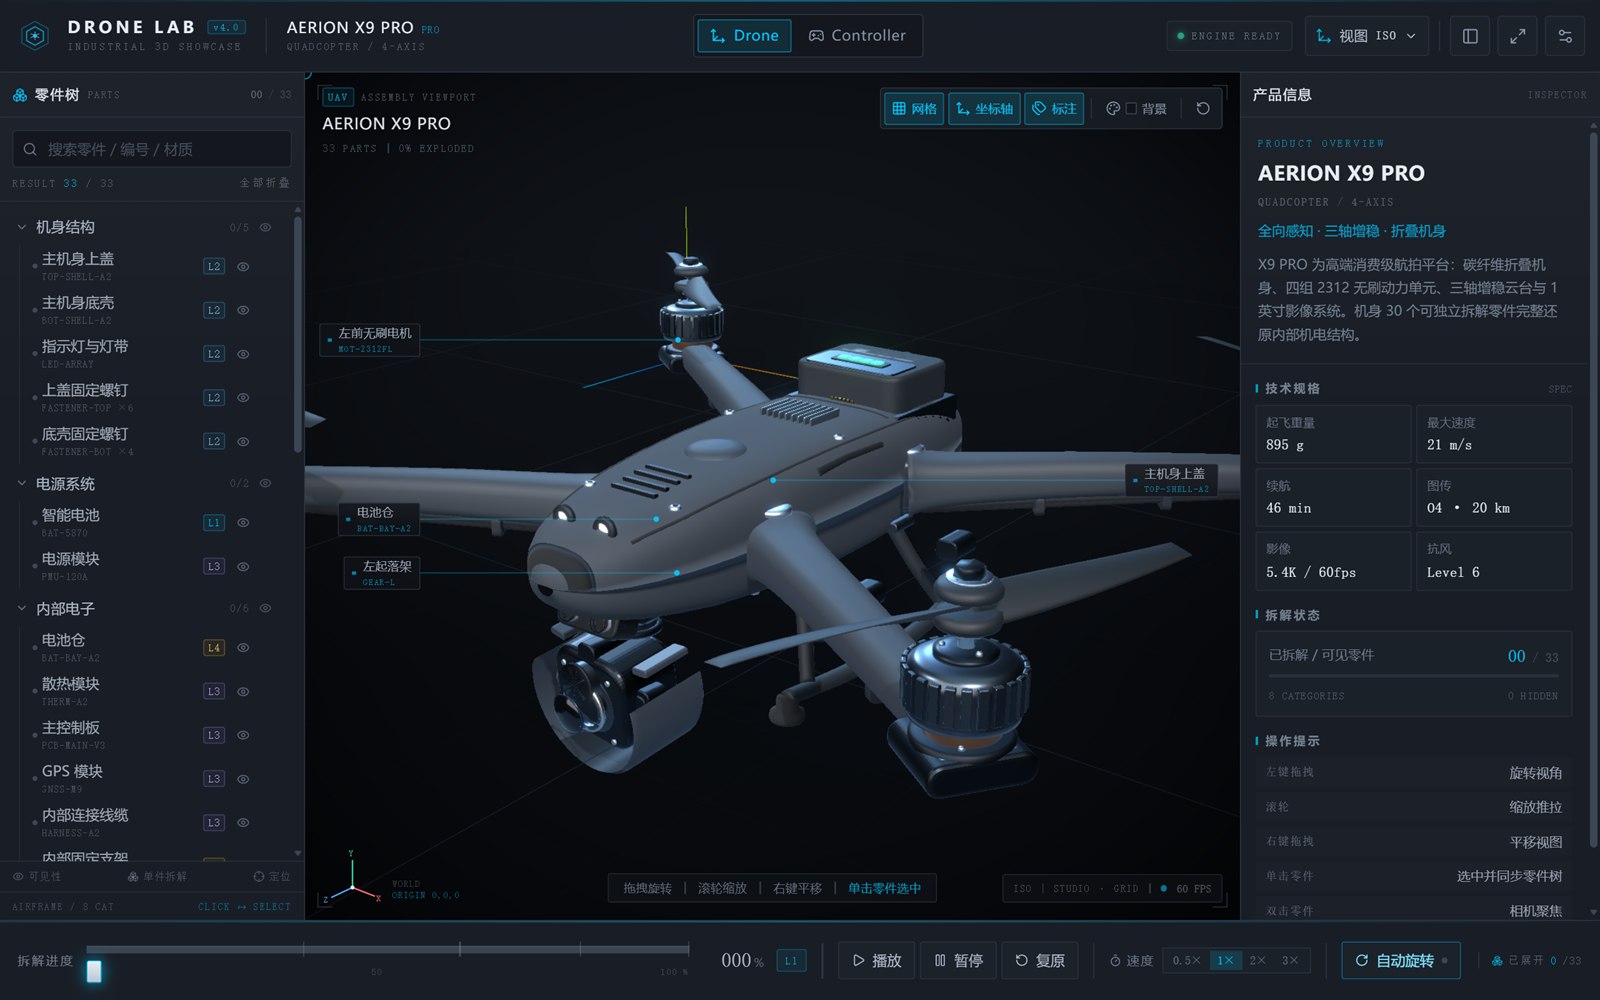 DRONE LAB v4.0
INDUSTRIAL 3D SHOWCASE
AERION X9 PRO PRO
QUADCOPTER / 4-AXIS
Drone
Controller
ENGINE READY
视图 ISO
零件树 PARTS
00 / 33
搜索零件 / 编号 / 材质
RESULT 33 / 33
全部折叠
机身结构 0/5
主机身上盖 L2
TOP-SHELL-A2
主机身底壳 L2
BOT-SHELL-A2
指示灯与灯带 L2
LED-ARRAY
上盖固定螺钉 L2
FASTENER-TOP ×6
底壳固定螺钉 L2
FASTENER-BOT ×4
电源系统 0/2
智能电池 L1
BAT-5870
电源模块 L3
PMU-120A
内部电子 0/6
电池仓 L4
BAT-BAY-A2
散热模块 L3
THERM-A2
主控制板 L3
PCB-MAIN-V3
GPS 模块 L3
GNSS-M9
内部连接线缆 L3
HARNESS-A2
内部固定支架
可见性
单件拆解
定位
AIRFRAME / 8 CAT
CLICK ↔ SELECT
UAV ASSEMBLY VIEWPORT
AERION X9 PRO
33 PARTS | 0% EXPLODED
网格
坐标轴
标注
背景
左前无刷电机
MOT-2312FL
主机身上盖
TOP-SHELL-A2
电池仓
BAT-BAY-A2
左起落架
GEAR-L
Y
X
Z
WORLD
ORIGIN 0,0,0
拖拽旋转 | 滚轮缩放 | 右键平移 | 单击零件选中
ISO | STUDIO · GRID | 60 FPS
产品信息
INSPECTOR
PRODUCT OVERVIEW
AERION X9 PRO
QUADCOPTER / 4-AXIS
全向感知 · 三轴增稳 · 折叠机身
X9 PRO 为高端消费级航拍平台：碳纤维折叠机
身、四组 2312 无刷动力单元、三轴增稳云台与 1
英寸影像系统。机身 30 个可独立拆解零件完整还
原内部机电结构。
技术规格 SPEC
起飞重量
895 g
最大速度
21 m/s
续航
46 min
图传
O4 • 20 km
影像
5.4K / 60fps
抗风
Level 6
拆解状态
已拆解 / 可见零件 00 / 33
8 CATEGORIES 0 HIDDEN
操作提示
左键拖拽 旋转视角
滚轮 缩放推拉
右键拖拽 平移视图
单击零件 选中并同步零件树
双击零件 相机聚焦
拆解进度
50
100 %
000 % L1
播放
暂停
复原
速度 0.5× 1× 2× 3×
自动旋转
已展开 0 /33